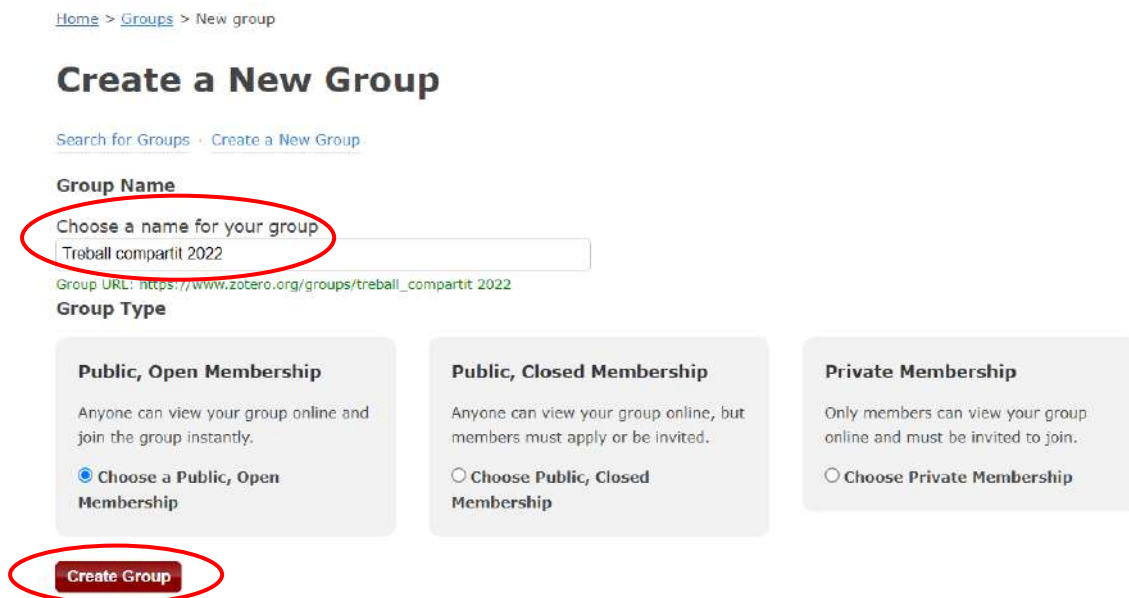 Home > Groups > New group
Create a New Group
Search for Groups · Create a New Group
Group Name
Choose a name for your group
Treball compartit 2022
Group URL: https://www.zotero.org/groups/treball_compartit 2022
Group Type
Public, Open Membership
Anyone can view your group online and
join the group instantly.
Choose a Public, Open
Membership
Public, Closed Membership
Anyone can view your group online, but
members must apply or be invited.
Choose Public, Closed
Membership
Private Membership
Only members can view your group
online and must be invited to join.
Choose Private Membership
Create Group